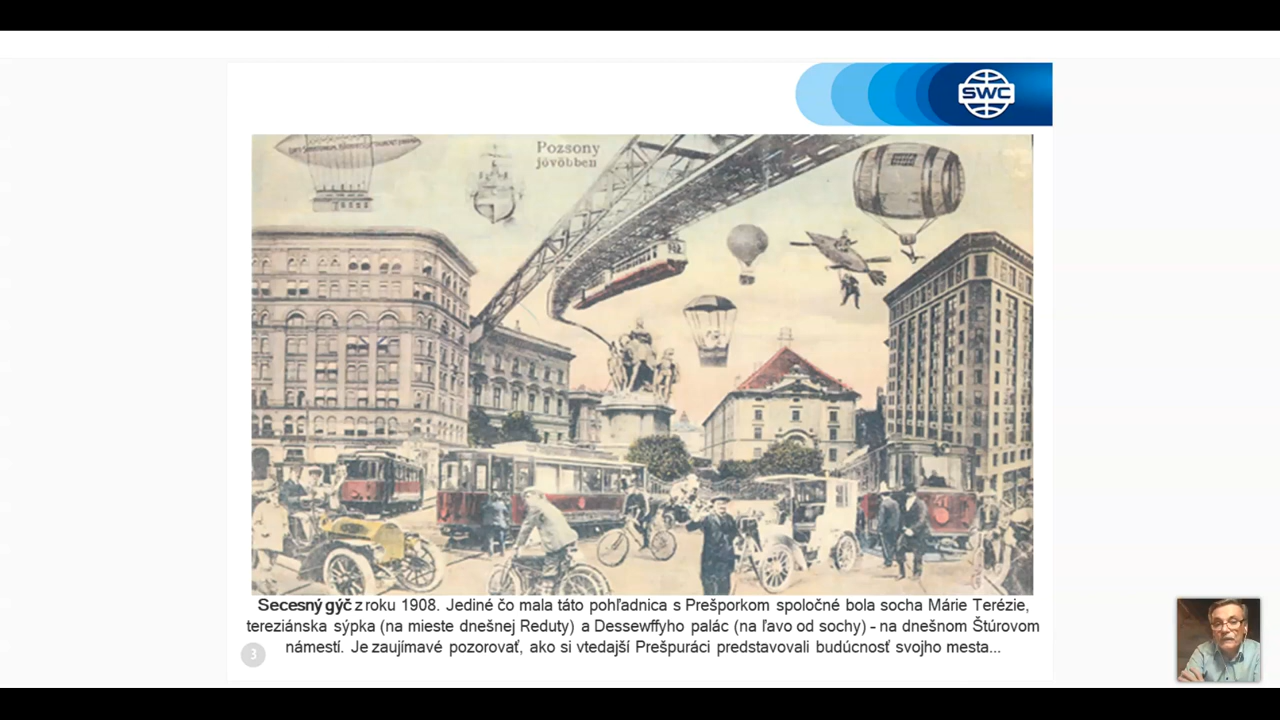 SWC
Pozsony
jövőbben
Secesný gýč z roku 1908. Jediné čo mala táto pohľadnica s Prešporkom spoločné bola socha Márie Terézie,
tereziánska sýpka (na mieste dnešnej Reduty) a Dessewffyho palác (na ľavo od sochy) - na dnešnom Štúrovom
námestí. Je zaujímavé pozorovať, ako si vtedajší Prešpuráci predstavovali budúcnosť svojho mesta...
3